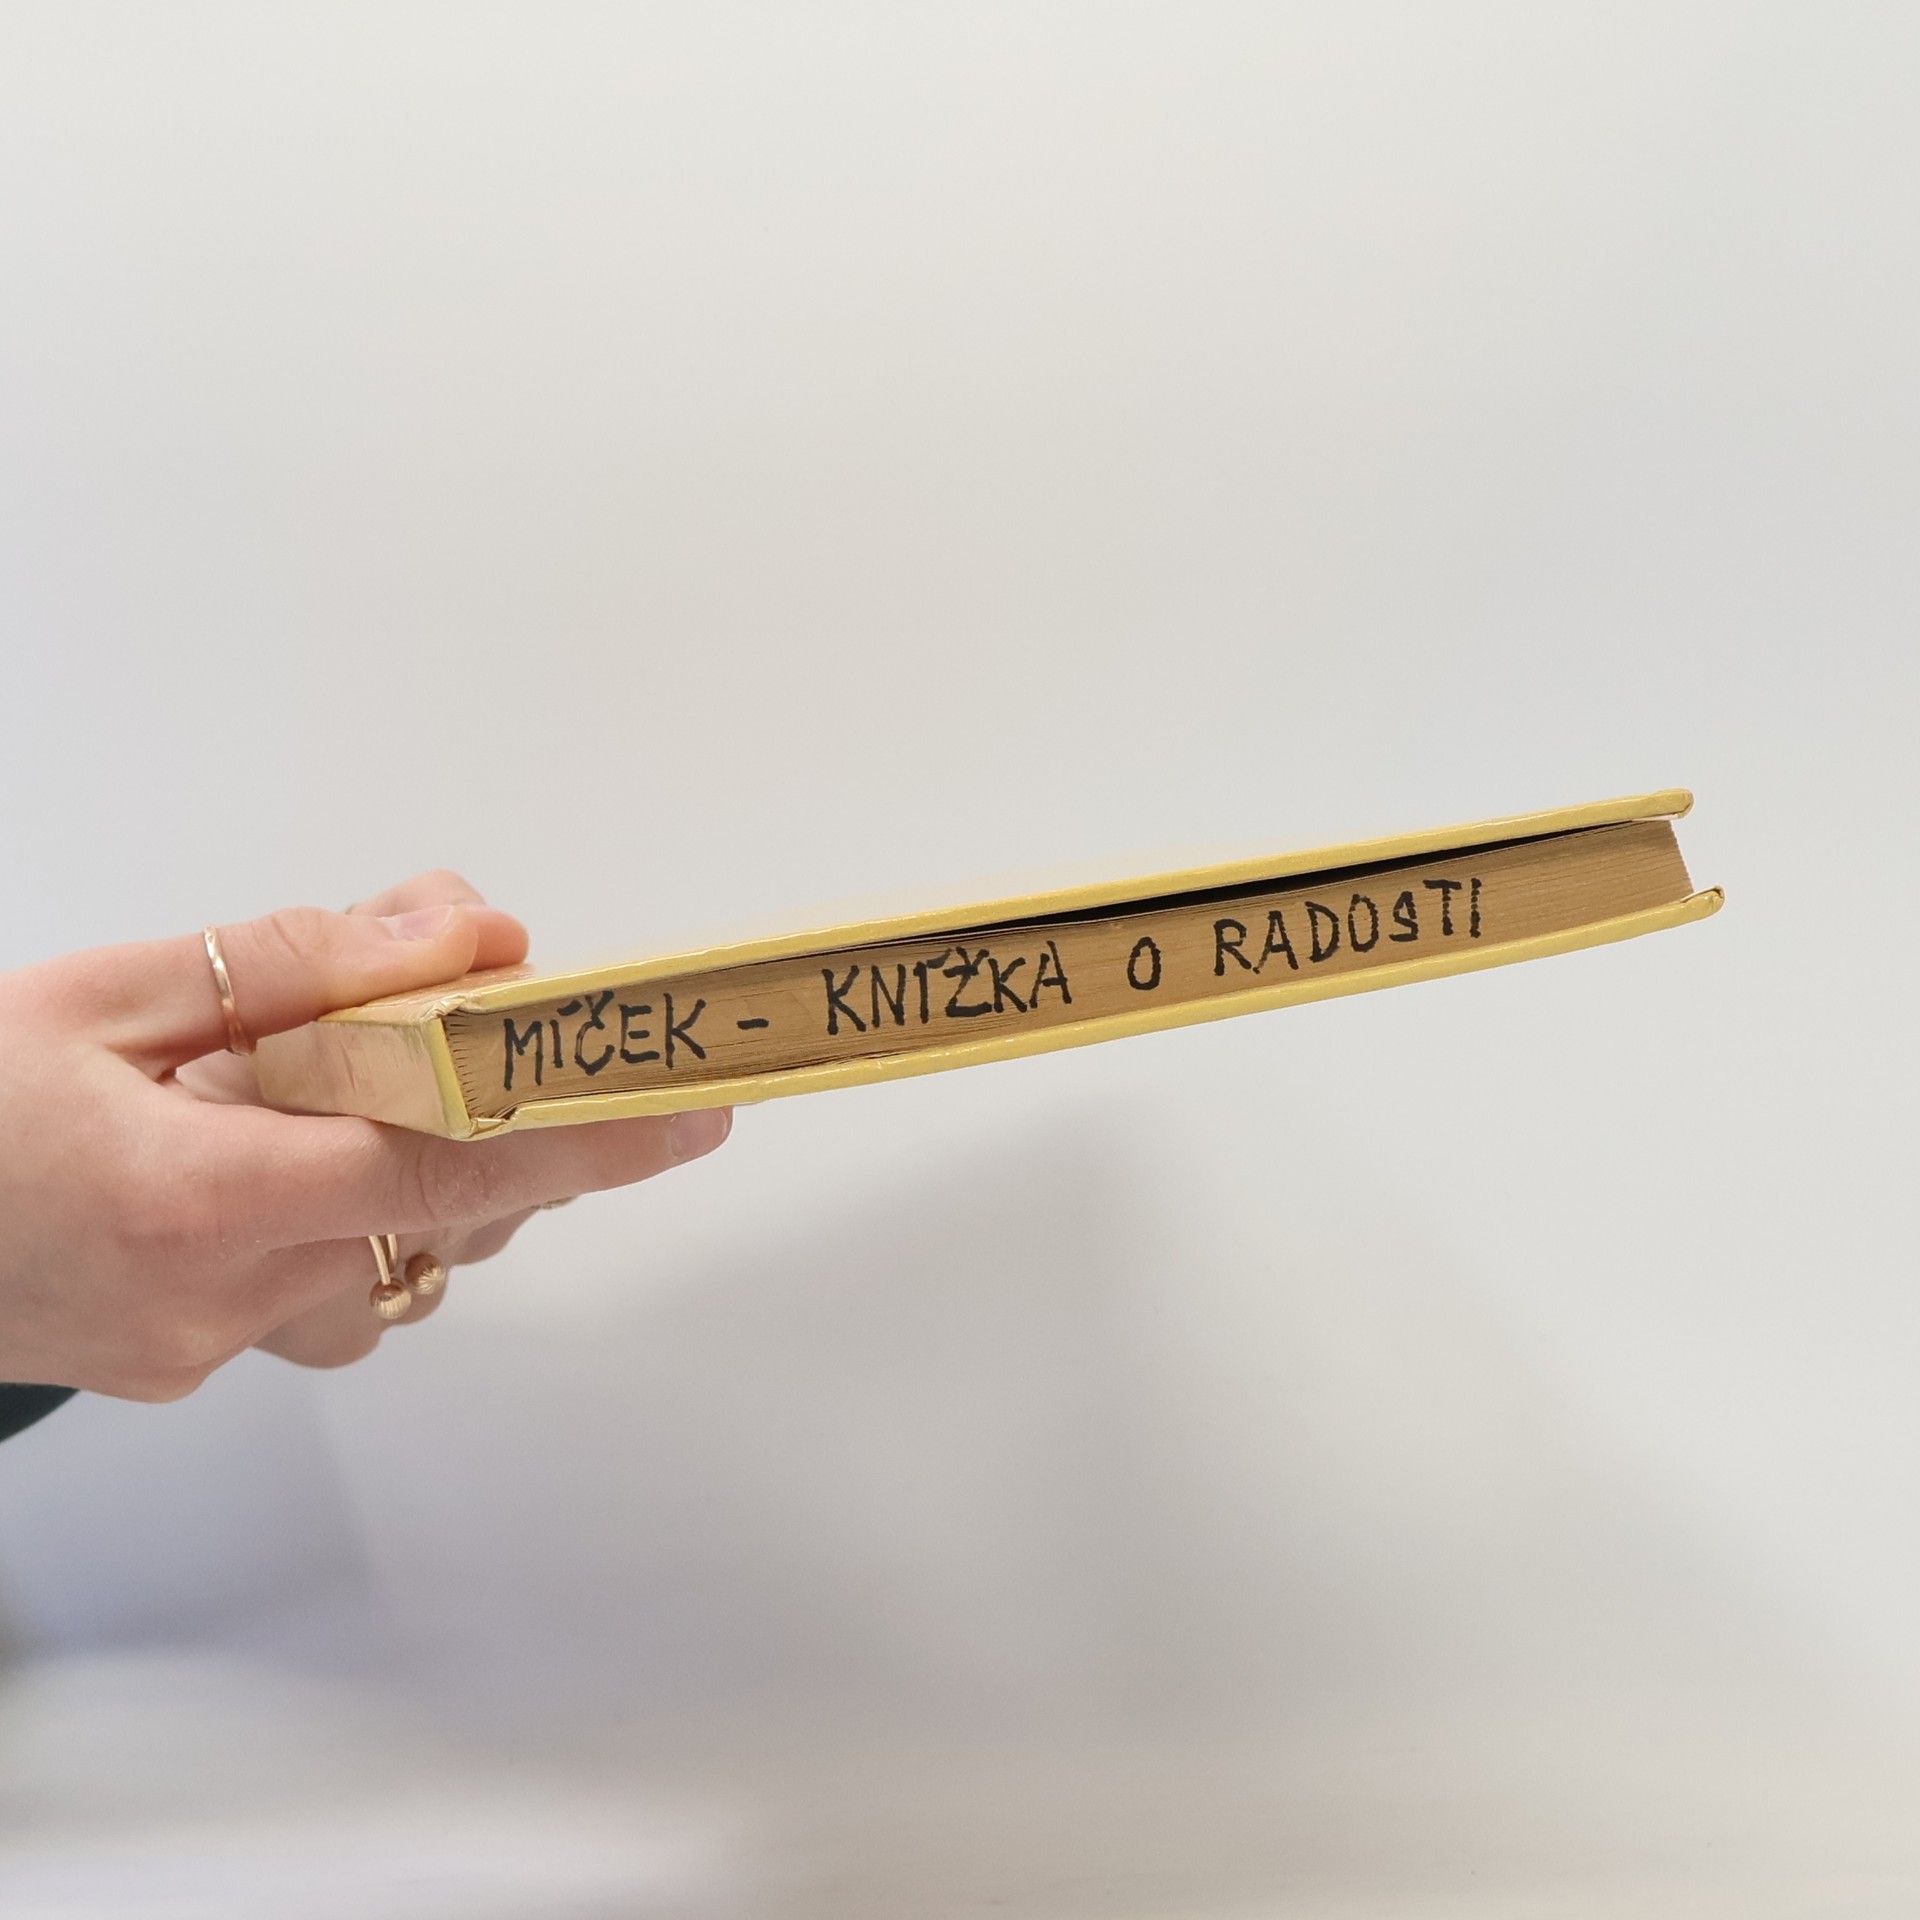 MÍČEK - KNÍŽKA O RADOSTI